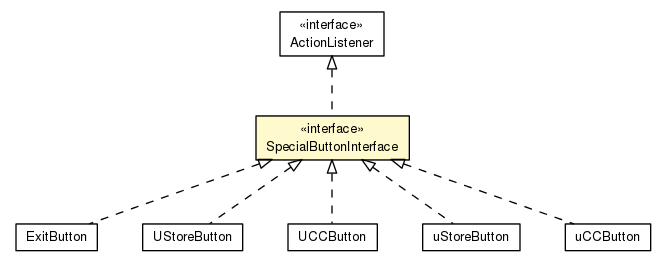 «interface»
ActionListener
«interface»
SpecialButtonInterface
ExitButton
UStoreButton
UCCButton
uStoreButton
uCCButton